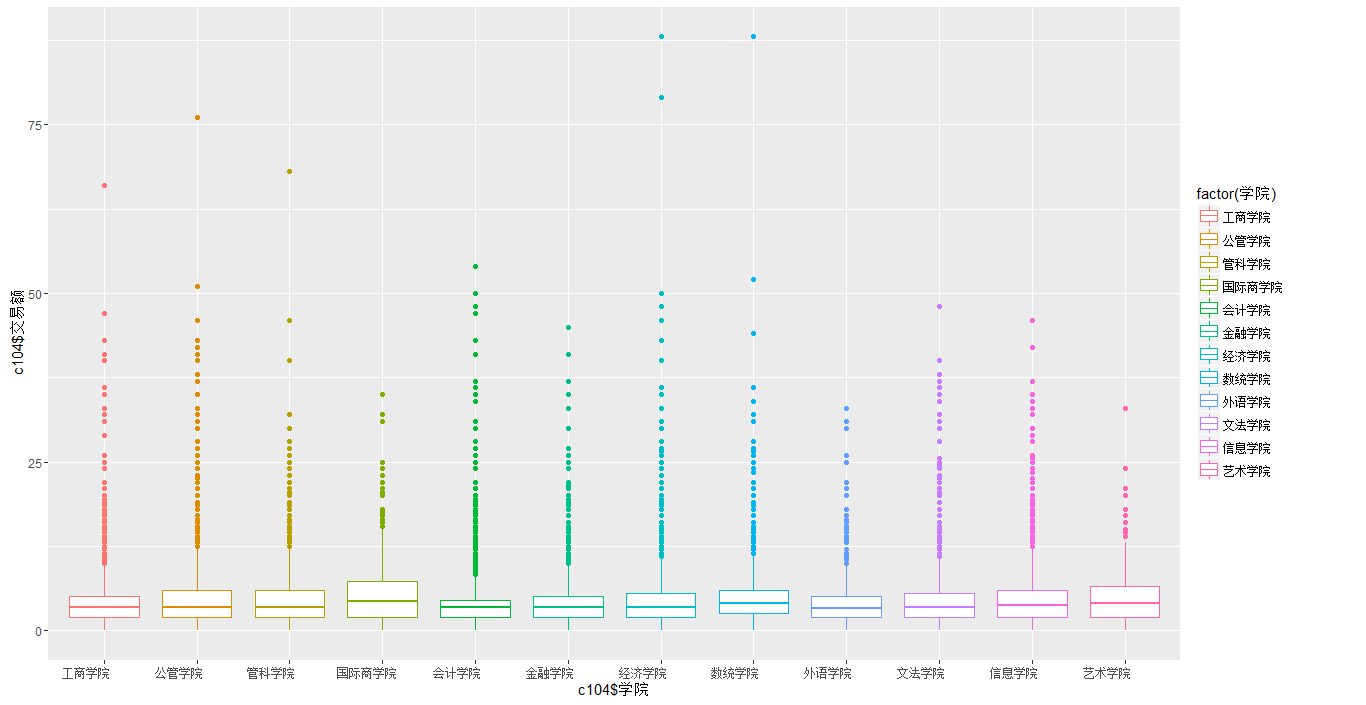 c104$交易额
75
50
25
0
工商学院 公管学院 管科学院 国际商学院 会计学院 金融学院 经济学院 数统学院 外语学院 文法学院 信息学院 艺术学院
c104$学院
factor(学院)
工商学院
公管学院
管科学院
国际商学院
会计学院
金融学院
经济学院
数统学院
外语学院
文法学院
信息学院
艺术学院